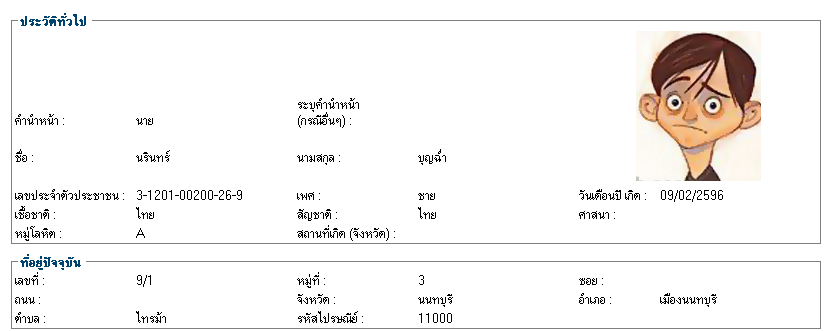 ประวัติทั่วไป
ระบุคำนำหน้า
คำนำหน้า : นาย (กรณีอื่นๆ) :
ชื่อ : นรินทร์ นามสกุล : บุญฉ่ำ
เลขประจำตัวประชาชน : 3-1201-00200-26-9 เพศ : ชาย วันเดือนปี เกิด : 09/02/2596
เชื้อชาติ : ไทย สัญชาติ : ไทย ศาสนา :
หมู่โลหิต : A สถานที่เกิด (จังหวัด) :
ที่อยู่ปัจจุบัน
เลขที่ : 9/1 หมู่ที่ : 3 ซอย :
ถนน : จังหวัด : นนทบุรี อำเภอ : เมืองนนทบุรี
ตำบล : ไทรม้า รหัสไปรษณีย์ : 11000